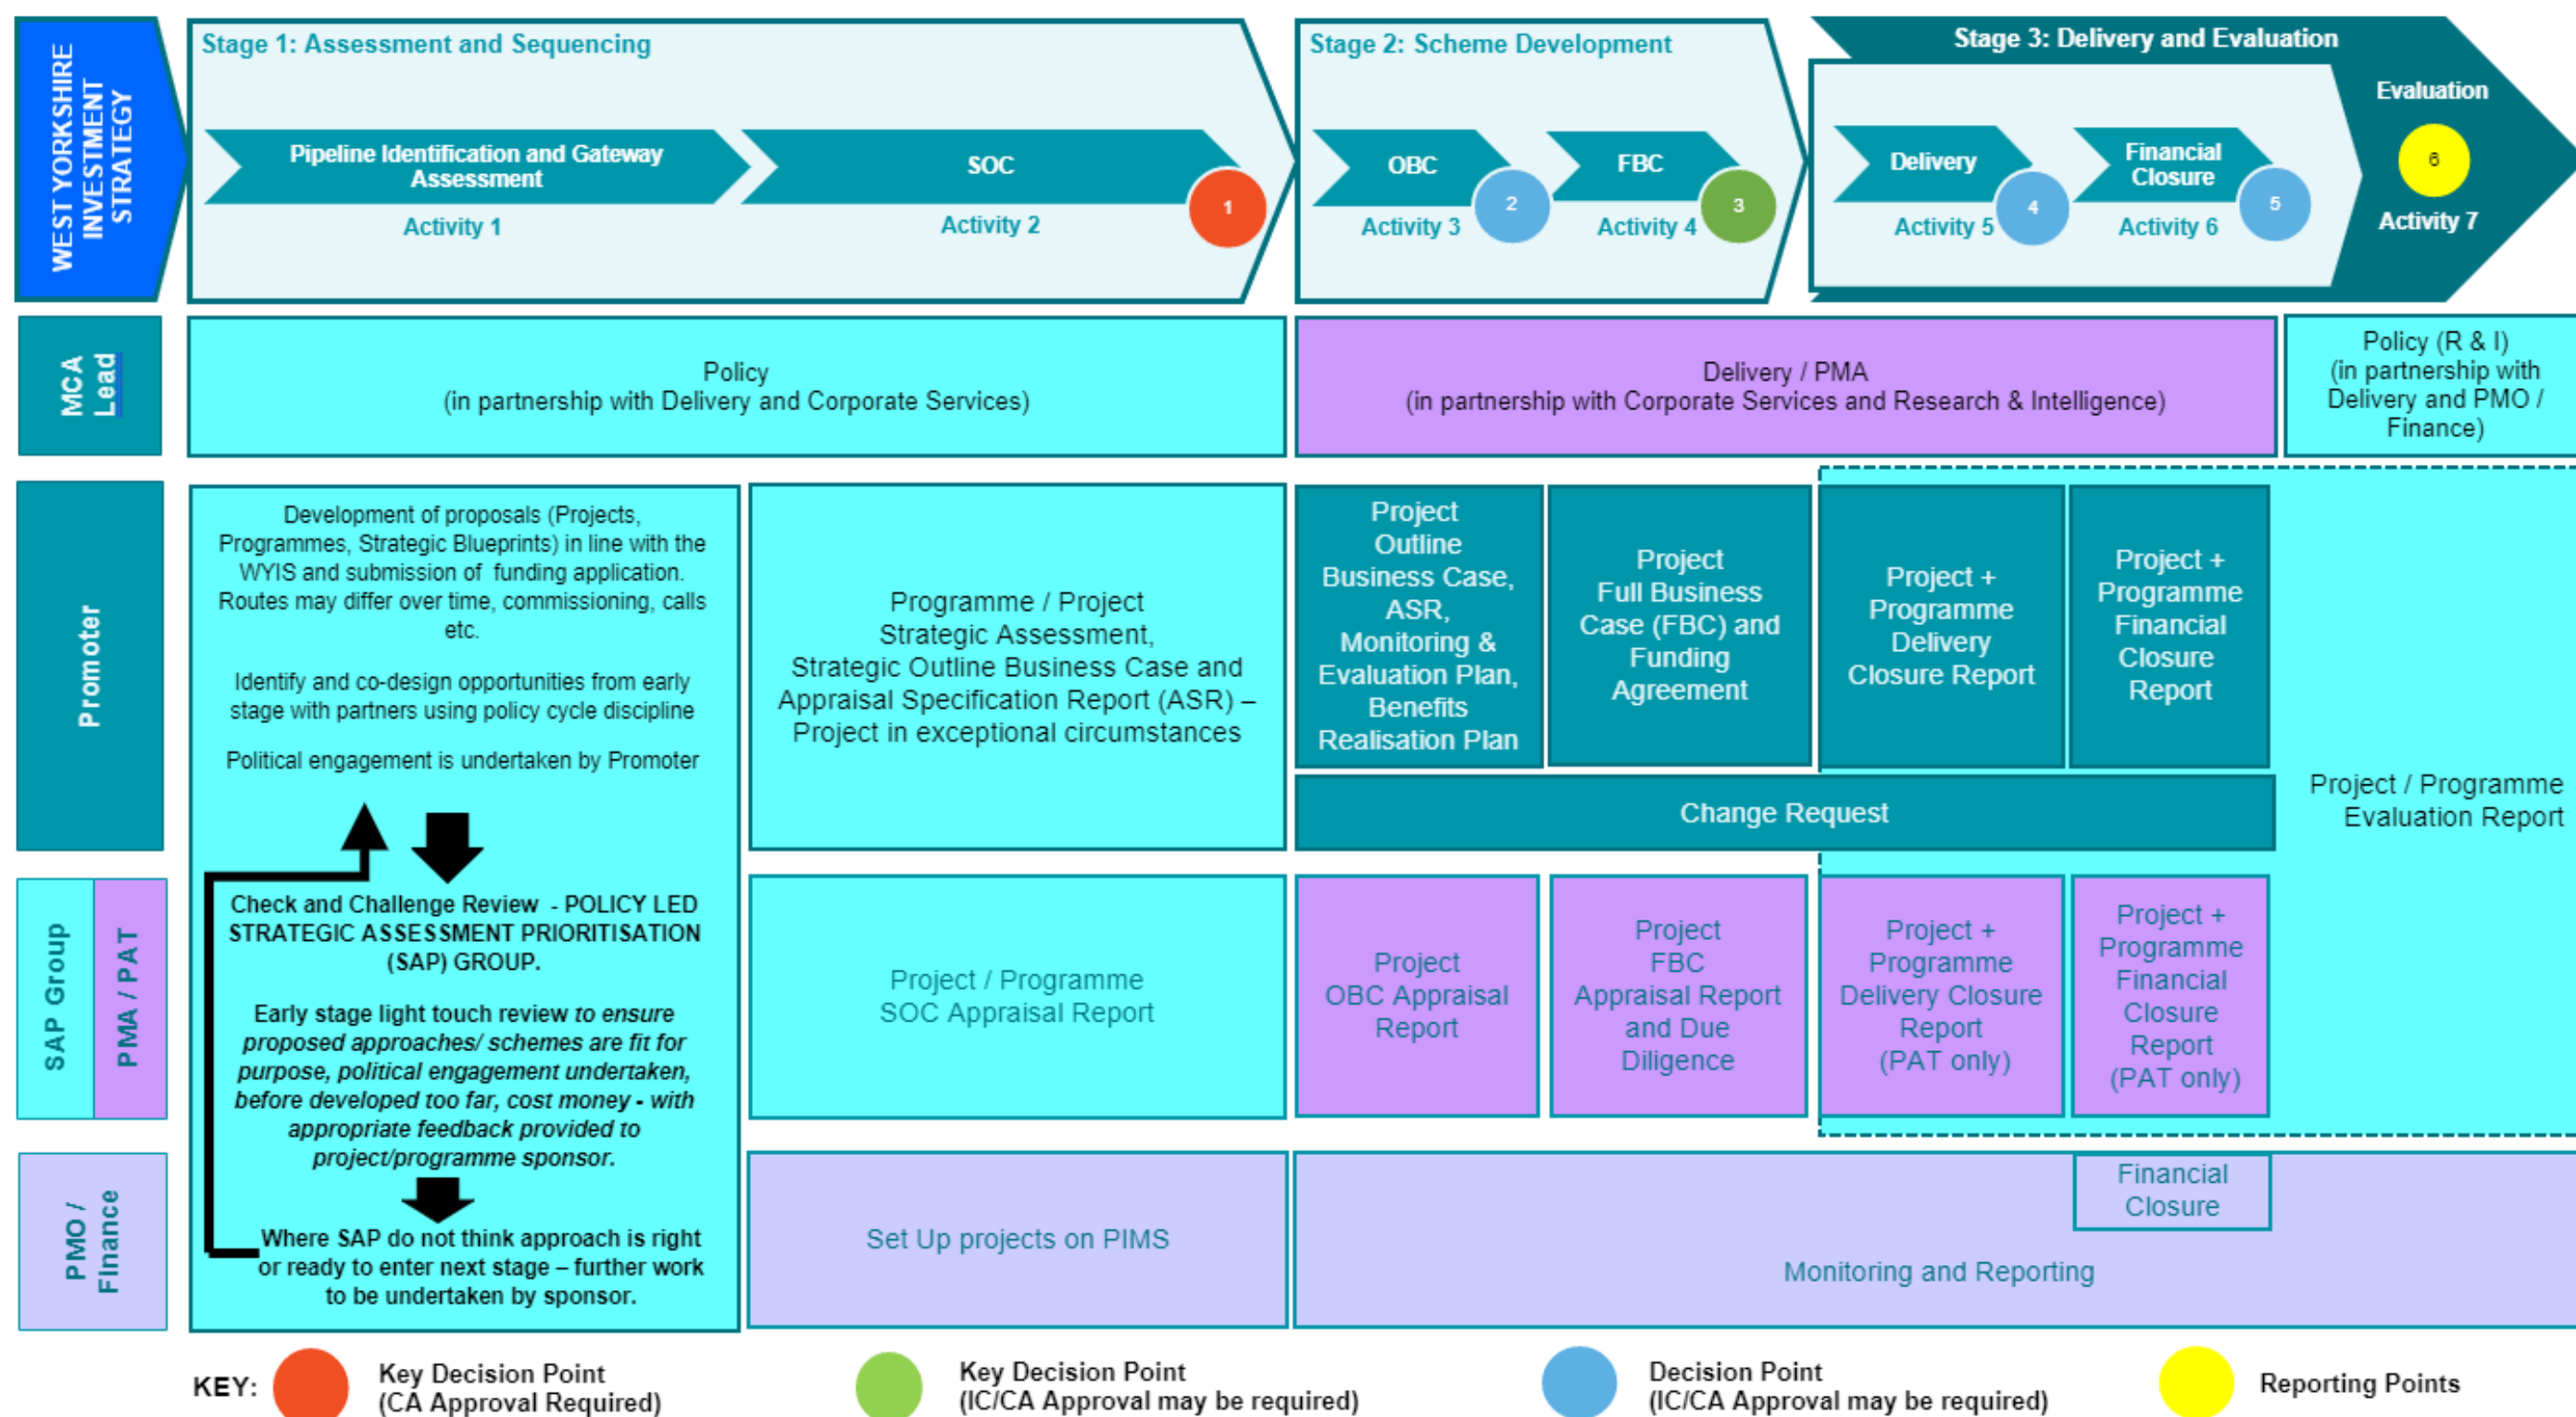 WEST YORKSHIRE
INVESTMENT
STRATEGY
Stage 1: Assessment and Sequencing
Pipeline Identification and Gateway
Assessment
Activity 1
SOC
Activity 2
1
Stage 2: Scheme Development
OBC
Activity 3
2
FBC
Activity 4
3
Stage 3: Delivery and Evaluation
Delivery
Activity 5
4
Financial
Closure
Activity 6
5
Evaluation
6
Activity 7
MCA
Lead
Policy
(in partnership with Delivery and Corporate Services)
Delivery / PMA
(in partnership with Corporate Services and Research & Intelligence)
Policy (R & I)
(in partnership with
Delivery and PMO /
Finance)
Promoter
Development of proposals (Projects,
Programmes, Strategic Blueprints) in line with the
WYIS and submission of funding application.
Routes may differ over time, commissioning, calls
etc.
Identify and co-design opportunities from early
stage with partners using policy cycle discipline
Political engagement is undertaken by Promoter
Check and Challenge Review - POLICY LED
STRATEGIC ASSESSMENT PRIORITISATION
(SAP) GROUP.
Early stage light touch review to ensure
proposed approaches/ schemes are fit for
purpose, political engagement undertaken,
before developed too far, cost money - with
appropriate feedback provided to
project/programme sponsor.
Where SAP do not think approach is right
or ready to enter next stage – further work
to be undertaken by sponsor.
Programme / Project
Strategic Assessment,
Strategic Outline Business Case and
Appraisal Specification Report (ASR) –
Project in exceptional circumstances
Project
Outline
Business Case,
ASR,
Monitoring &
Evaluation Plan,
Benefits
Realisation Plan
Project
Full Business
Case (FBC) and
Funding
Agreement
Project +
Programme
Delivery
Closure Report
Project +
Programme
Financial
Closure
Report
Change Request
Project / Programme
Evaluation Report
SAP Group
PMA / PAT
Project / Programme
SOC Appraisal Report
Project
OBC Appraisal
Report
Project
FBC
Appraisal Report
and Due
Diligence
Project +
Programme
Delivery Closure
Report
(PAT only)
Project +
Programme
Financial
Closure
Report
(PAT only)
PMO /
Finance
Set Up projects on PIMS
Financial
Closure
Monitoring and Reporting
KEY:
Key Decision Point
(CA Approval Required)
Key Decision Point
(IC/CA Approval may be required)
Decision Point
(IC/CA Approval may be required)
Reporting Points